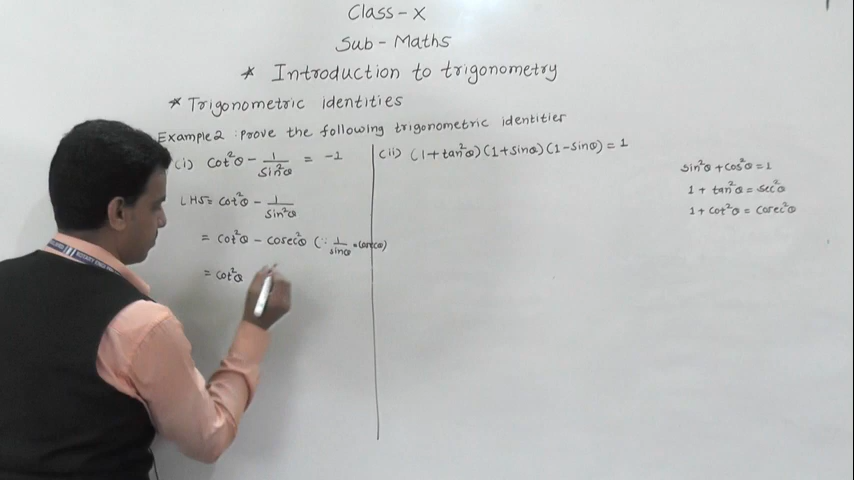 Class-X
Sub-Maths
* Introduction to trigonometry
* Trigonometric identities
Example2: Prove the following trigonometric identities
(i) cot²θ - 1/sin²θ = -1
LHS = cot²θ - 1/sin²θ
= cot²θ - cosec²θ (∵ 1/sinθ = cosecθ)
= cot²θ
(ii) (1+tan²θ)(1+sinθ)(1-sinθ) = 1
sin²θ + cos²θ = 1
1 + tan²θ = sec²θ
1 + cot²θ = cosec²θ